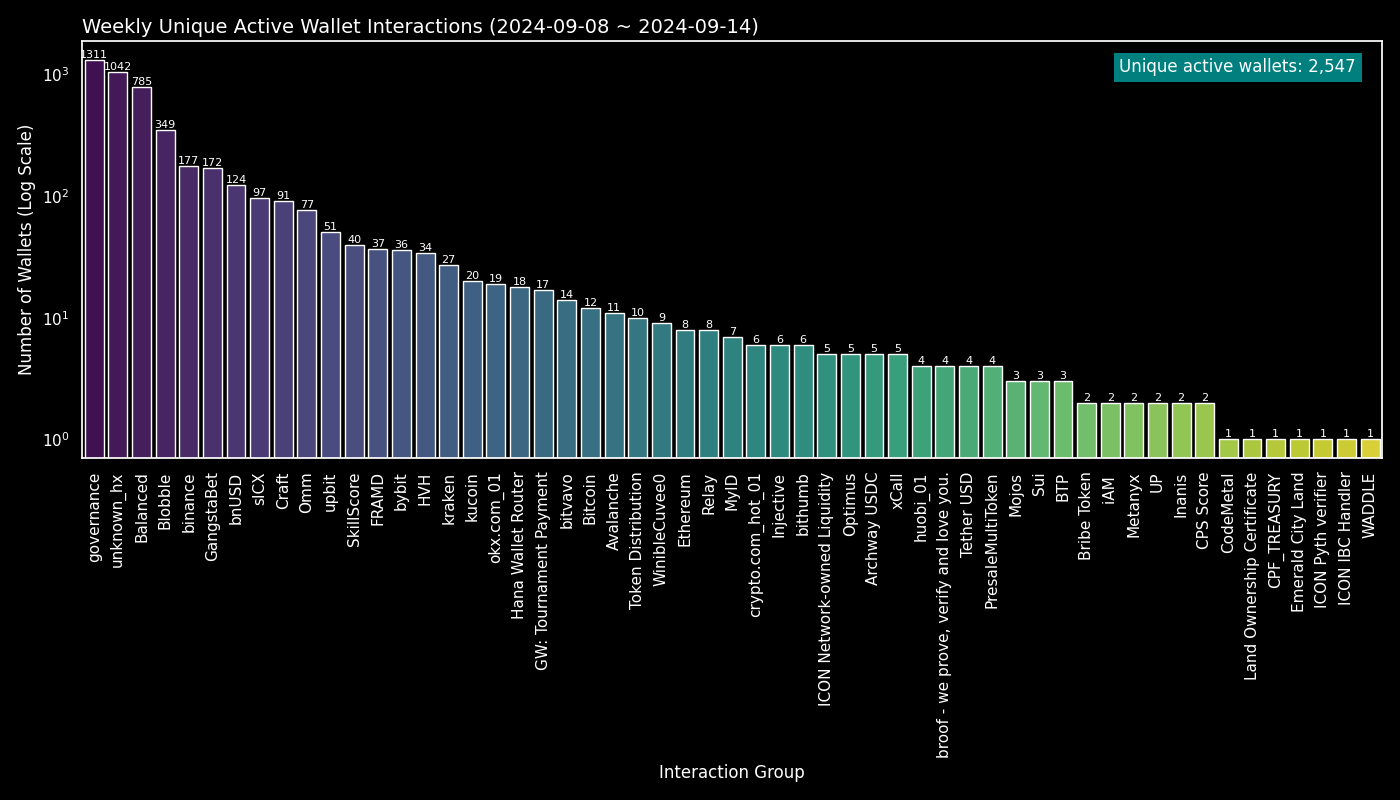 Weekly Unique Active Wallet Interactions (2024-09-08 ~ 2024-09-14)
Unique active wallets: 2,547
Number of Wallets (Log Scale)
10³
10²
10¹
10⁰
1311
1042
785
349
177
172
124
97
91
77
51
40
37
36
34
27
20
19
18
17
14
12
11
10
9
8
8
7
6
6
6
5
5
5
5
4
4
4
4
3
3
3
2
2
2
2
2
2
1
1
1
1
1
1
1
governance
unknown_hx
Balanced
Blobble
binance
GangstaBet
bnUSD
sICX
Craft
Omm
upbit
SkillScore
FRAMD
bybit
HVH
kraken
kucoin
okx.com_01
Hana Wallet Router
GW: Tournament Payment
bitvavo
Bitcoin
Avalanche
Token Distribution
WinibleCuvee0
Ethereum
Relay
MyID
crypto.com_hot_01
Injective
bithumb
ICON Network-owned Liquidity
Optimus
Archway USDC
xCall
huobi_01
broof - we prove, verify and love you.
Tether USD
PresaleMultiToken
Mojos
Sui
BTP
Bribe Token
iAM
Metanyx
UP
Inanis
CPS Score
CodeMetal
Land Ownership Certificate
CPF_TREASURY
Emerald City Land
ICON Pyth verifier
ICON IBC Handler
WADDLE
Interaction Group